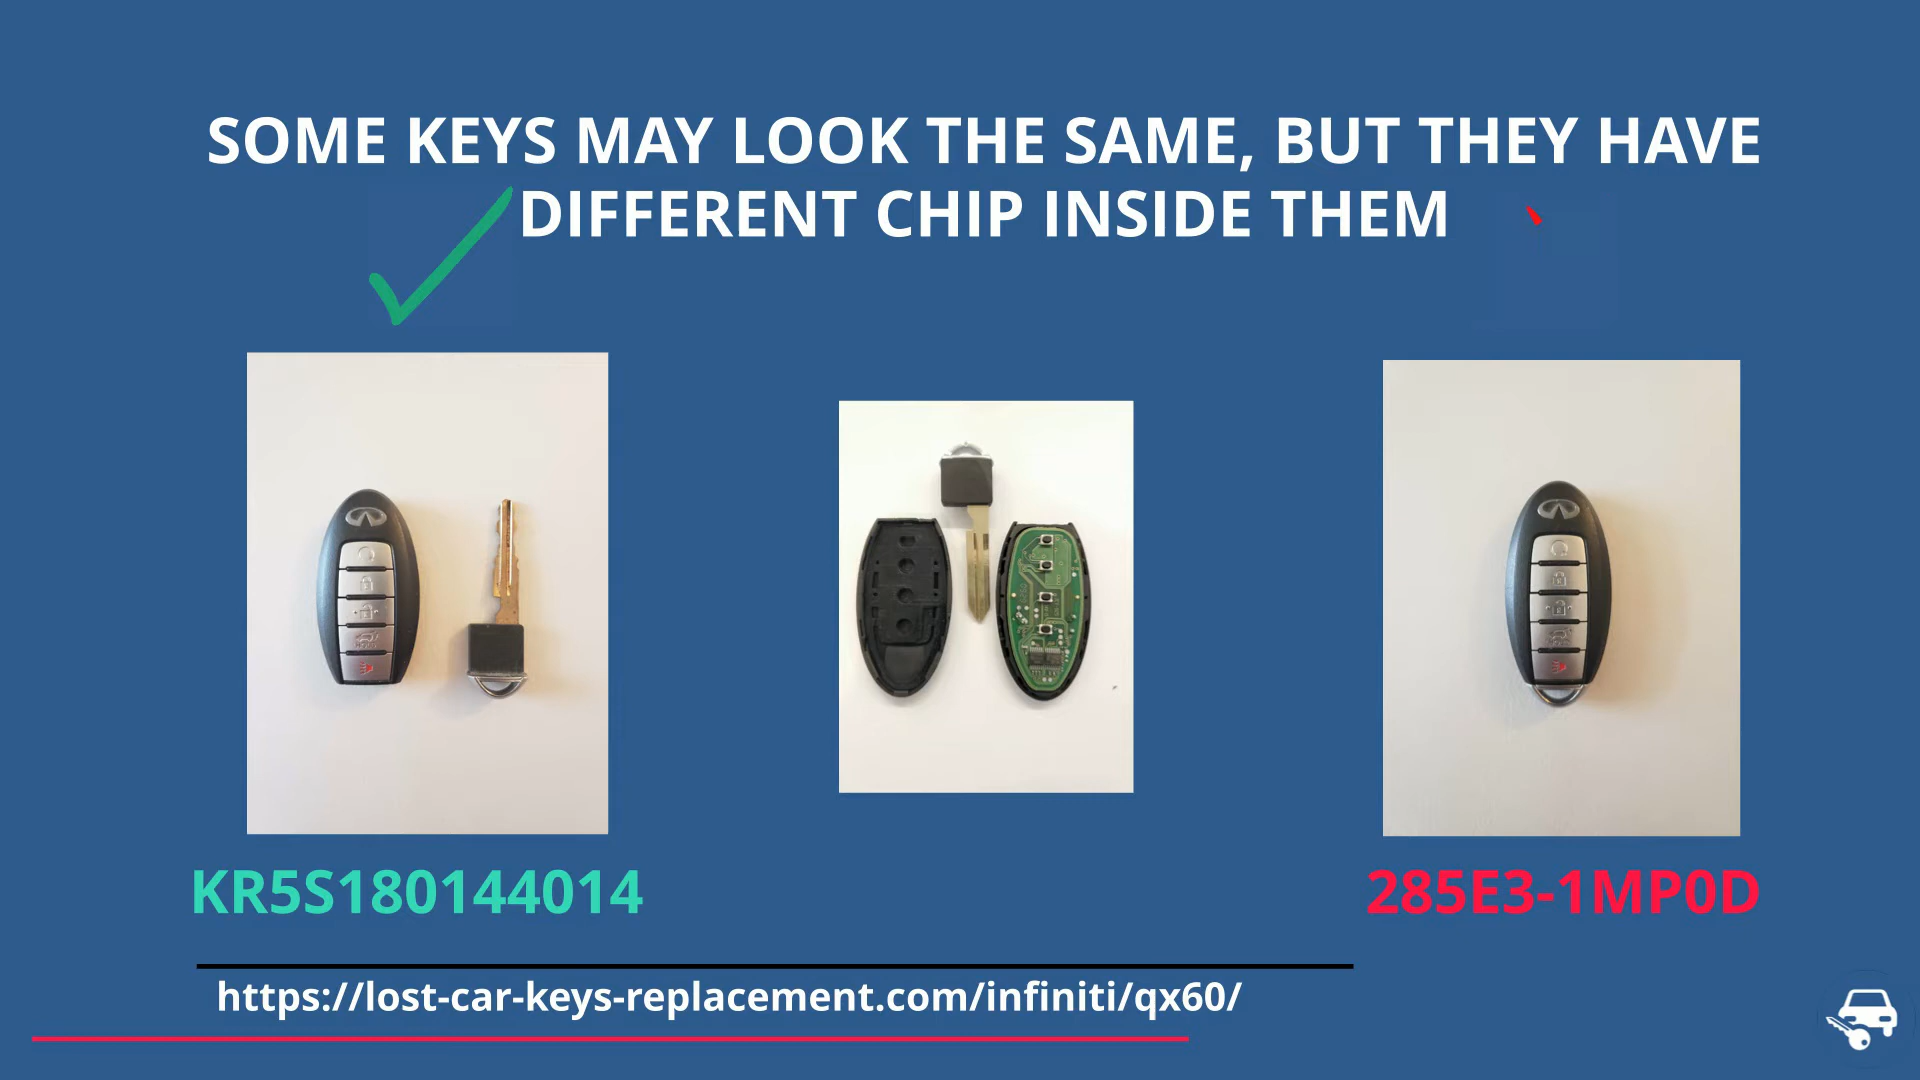 SOME KEYS MAY LOOK THE SAME, BUT THEY HAVE
DIFFERENT CHIP INSIDE THEM
KR5S180144014
285E3-1MP0D
https://lost-car-keys-replacement.com/infiniti/qx60/